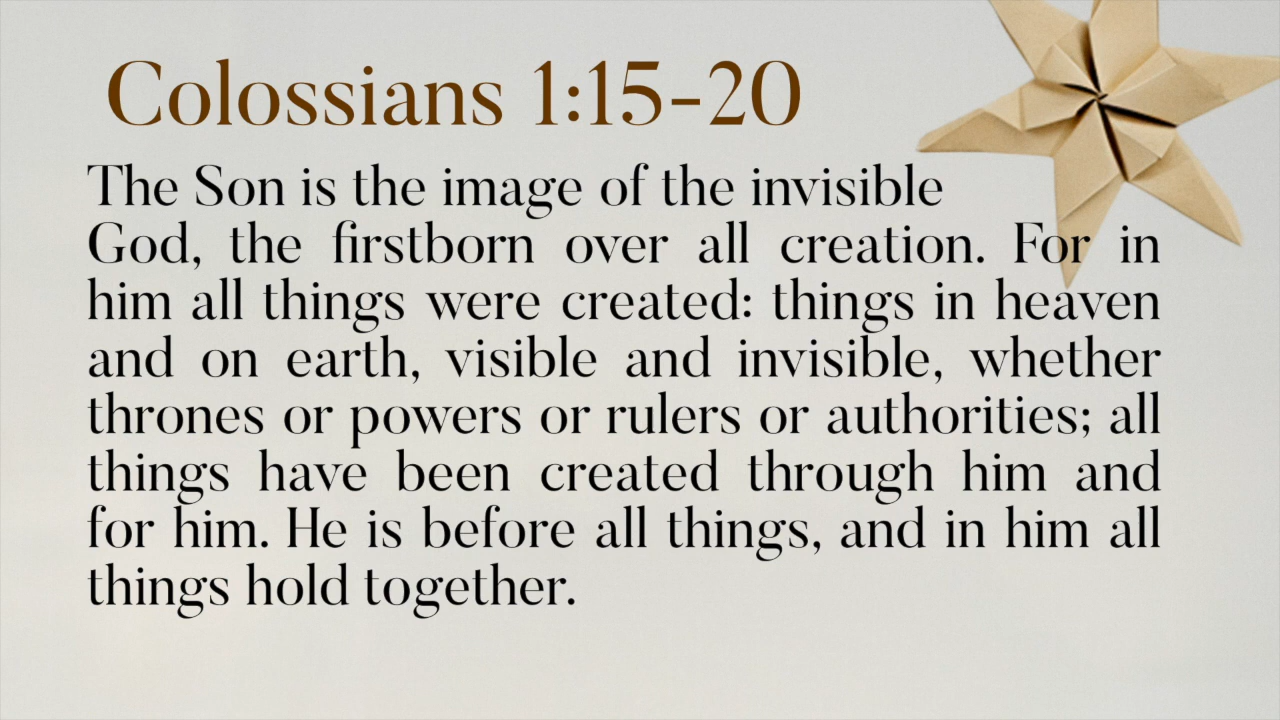 Colossians 1:15-20
The Son is the image of the invisible
God, the firstborn over all creation. For in
him all things were created: things in heaven
and on earth, visible and invisible, whether
thrones or powers or rulers or authorities; all
things have been created through him and
for him. He is before all things, and in him all
things hold together.